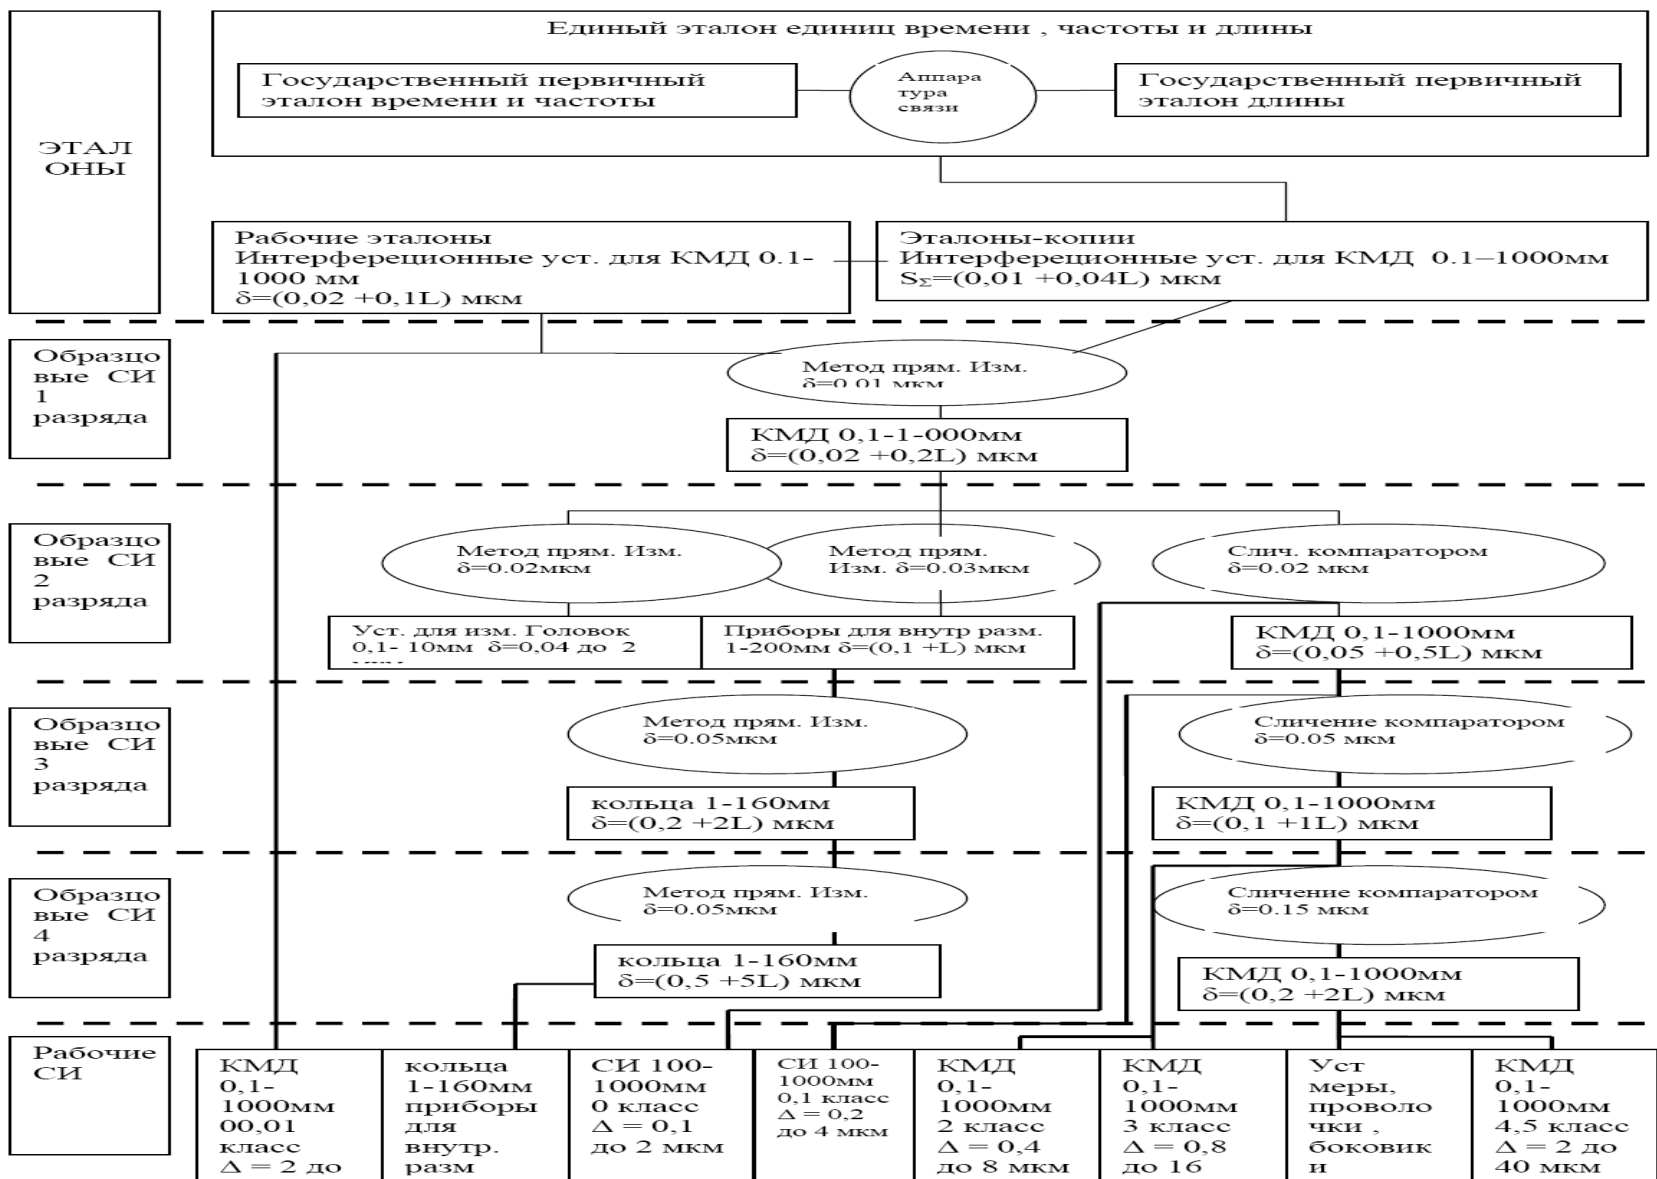 Единый эталон единиц времени , частоты и длины
Государственный первичный
эталон времени и частоты
Аппара
тура
связи
Государственный первичный
эталон длины
ЭТАЛ
ОНЫ
Рабочие эталоны
Интерфереционные уст. для КМД 0.1-
1000 мм
δ=(0,02 +0,1L) мкм
Эталоны-копии
Интерфереционные уст. для КМД 0.1–1000мм
SΣ=(0,01 +0,04L) мкм
Образцо
вые СИ
1
разряда
Метод прям. Изм.
δ=0.01 мкм
КМД 0,1-1-000мм
δ=(0,02 +0,2L) мкм
Образцо
вые СИ
2
разряда
Метод прям. Изм.
δ=0.02мкм
Метод прям.
Изм. δ=0.03мкм
Слич. компаратором
δ=0.02 мкм
Уст. для изм. Головок
0,1- 10мм δ=0,04 до 2
Приборы для внутр разм.
1-200мм δ=(0,1 +L) мкм
КМД 0,1-1000мм
δ=(0,05 +0,5L) мкм
Образцо
вые СИ
3
разряда
Метод прям. Изм.
δ=0.05мкм
Сличение компаратором
δ=0.05 мкм
кольца 1-160мм
δ=(0,2 +2L) мкм
КМД 0,1-1000мм
δ=(0,1 +1L) мкм
Образцо
вые СИ
4
разряда
Метод прям. Изм.
δ=0.05мкм
Сличение компаратором
δ=0.15 мкм
кольца 1-160мм
δ=(0,5 +5L) мкм
КМД 0,1-1000мм
δ=(0,2 +2L) мкм
Рабочие
СИ
КМД
0,1-
1000мм
00,01
класс
Δ = 2 до
кольца
1-160мм
приборы
для
внутр.
разм
СИ 100-
1000мм
0 класс
Δ = 0,1
до 2 мкм
СИ 100-
1000мм
0,1 класс
Δ = 0,2
до 4 мкм
КМД
0,1-
1000мм
2 класс
Δ = 0,4
до 8 мкм
КМД
0,1-
1000мм
3 класс
Δ = 0,8
до 16
Уст
меры,
проволо
чки ,
боковик
и
КМД
0,1-
1000мм
4,5 класс
Δ = 2 до
40 мкм